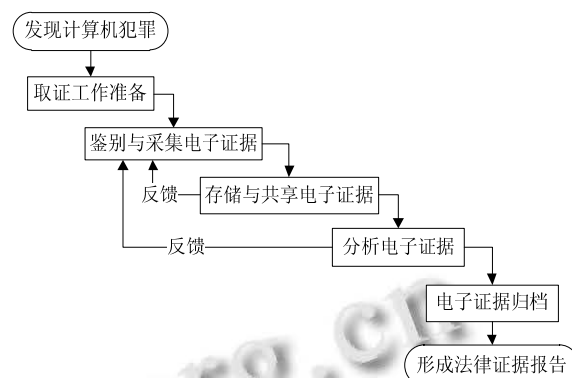 发现计算机犯罪
取证工作准备
鉴别与采集电子证据
反馈
存储与共享电子证据
反馈
分析电子证据
电子证据归档
形成法律证据报告